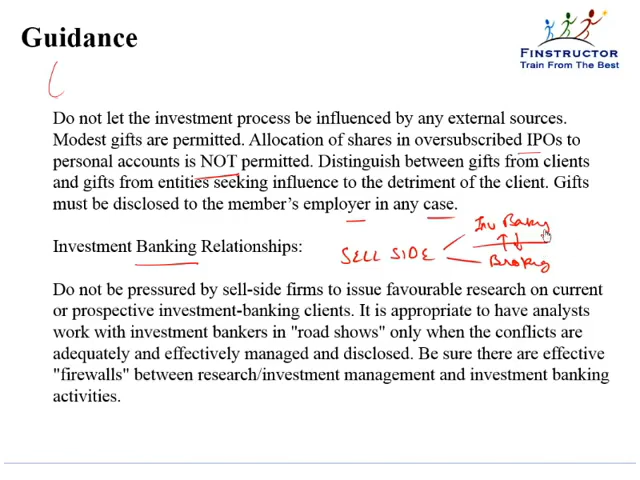 Guidance
FINSTRUCTOR
Train From The Best
Do not let the investment process be influenced by any external sources.
Modest gifts are permitted. Allocation of shares in oversubscribed IPOs to
personal accounts is NOT permitted. Distinguish between gifts from clients
and gifts from entities seeking influence to the detriment of the client. Gifts
must be disclosed to the member's employer in any case.
Inv Banking
Investment Banking Relationships:
SELL SIDE
Broking
Do not be pressured by sell-side firms to issue favourable research on current
or prospective investment-banking clients. It is appropriate to have analysts
work with investment bankers in "road shows" only when the conflicts are
adequately and effectively managed and disclosed. Be sure there are effective
"firewalls" between research/investment management and investment banking
activities.